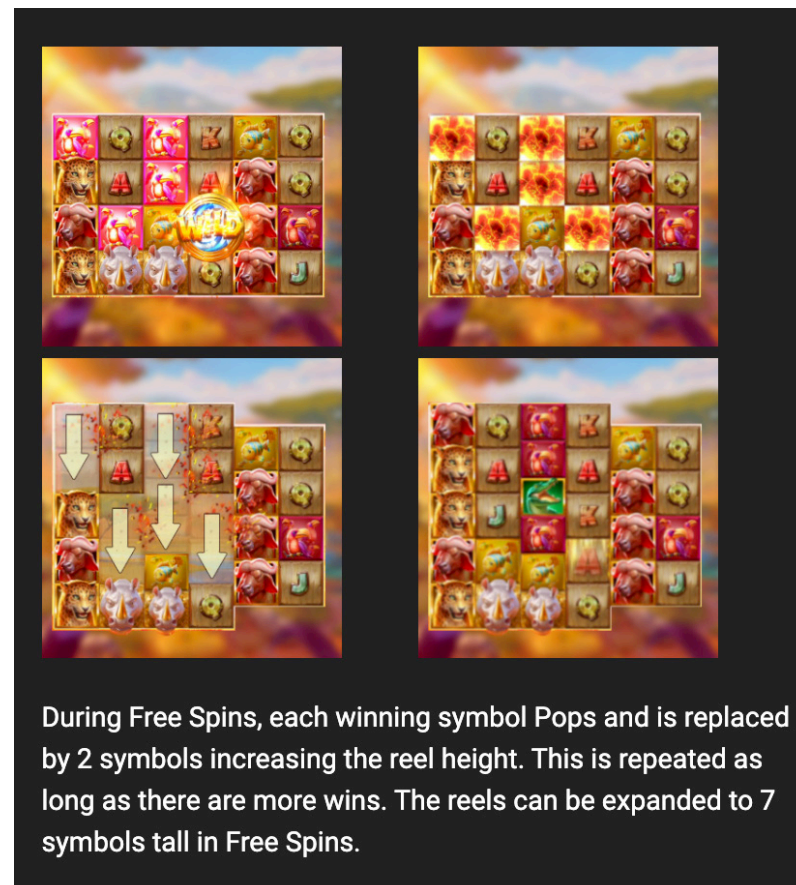 Q K Q
A A Q
WILD
Q J
Q K Q
A A Q
Q J
Q K
A Q
Q J
Q K
A A Q
J K
A J
Q
During Free Spins, each winning symbol Pops and is replaced
by 2 symbols increasing the reel height. This is repeated as
long as there are more wins. The reels can be expanded to 7
symbols tall in Free Spins.